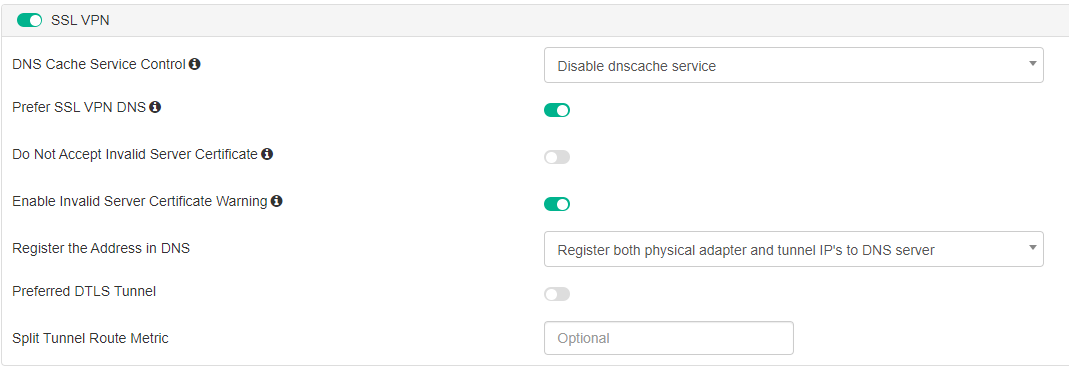 SSL VPN
DNS Cache Service Control
Disable dnscache service
Prefer SSL VPN DNS
Do Not Accept Invalid Server Certificate
Enable Invalid Server Certificate Warning
Register the Address in DNS
Register both physical adapter and tunnel IP's to DNS server
Preferred DTLS Tunnel
Split Tunnel Route Metric
Optional